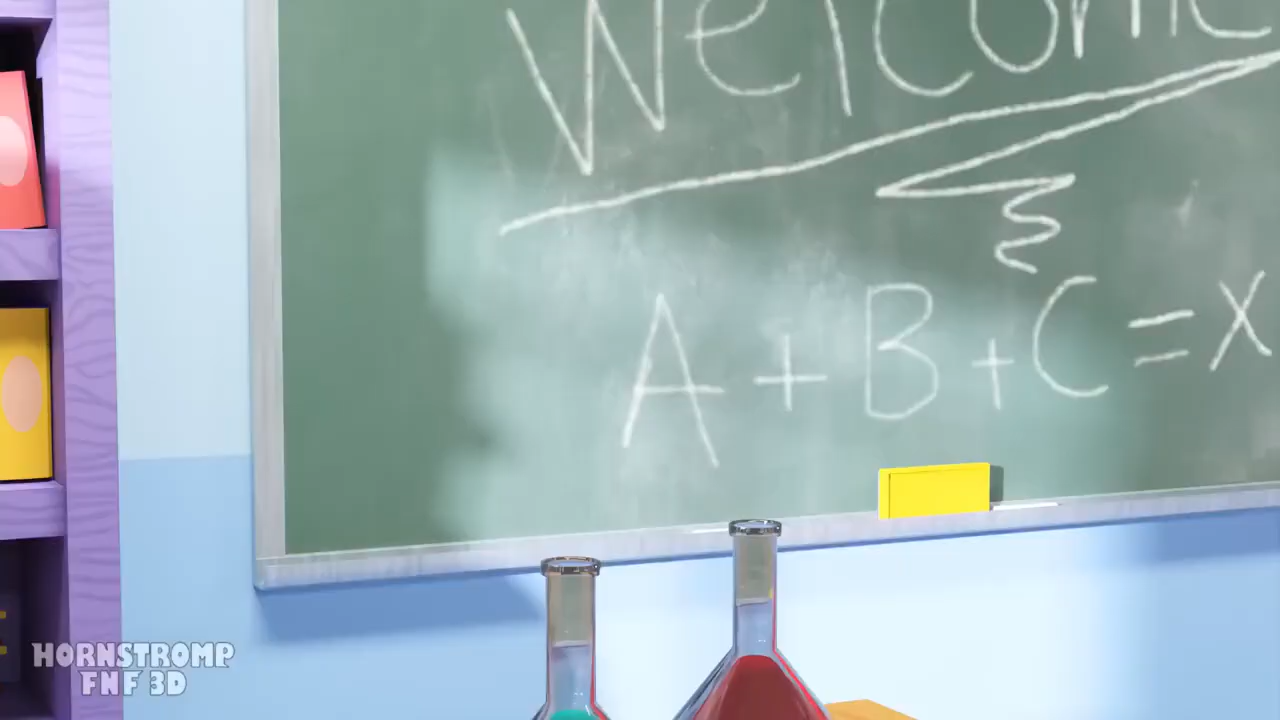 Welcome
A + B + C = X
HORNSTROMP
FNF 3D